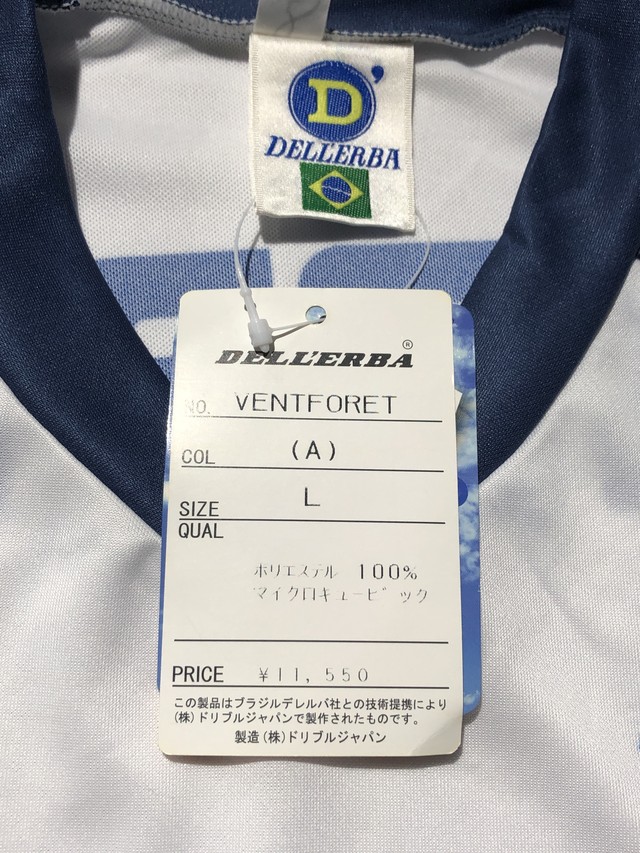 D'
DELL'ERBA
DELL'ERBA®
NO. VENTFORET
COL (A)
SIZE L
QUAL
ポリエステル 100%
マイクロキュービック
PRICE ¥11,550
この製品はブラジルデレルバ社との技術提携により
(株)ドリブルジャパンで製作されたものです。
製造(株)ドリブルジャパン